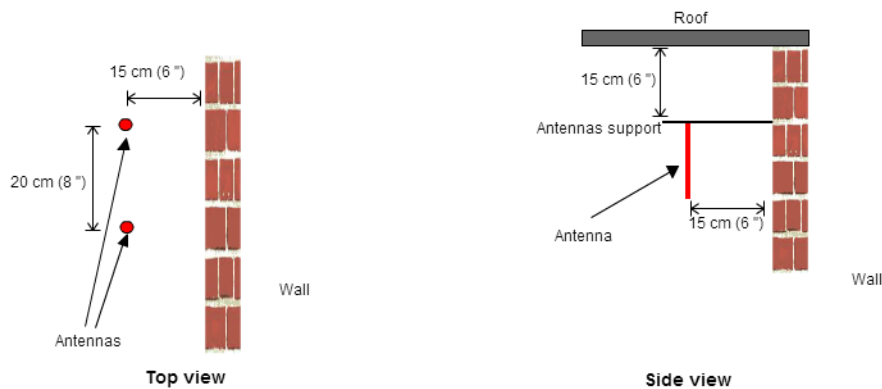 15 cm (6 ")
20 cm (8 ")
Wall
Antennas
Top view
Roof
15 cm (6 ")
Antennas support
15 cm (6 ")
Antenna
Wall
Side view